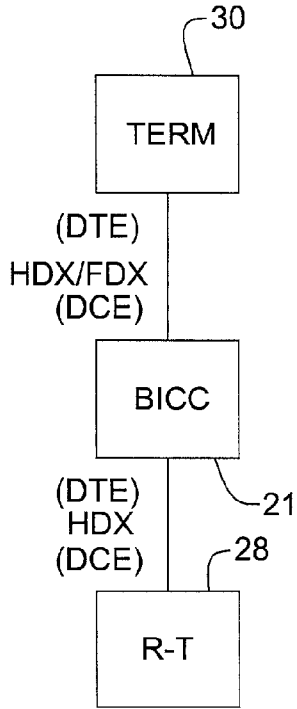 30
TERM
(DTE)
HDX/FDX
(DCE)
BICC
21
(DTE)
HDX
(DCE)
28
R-T